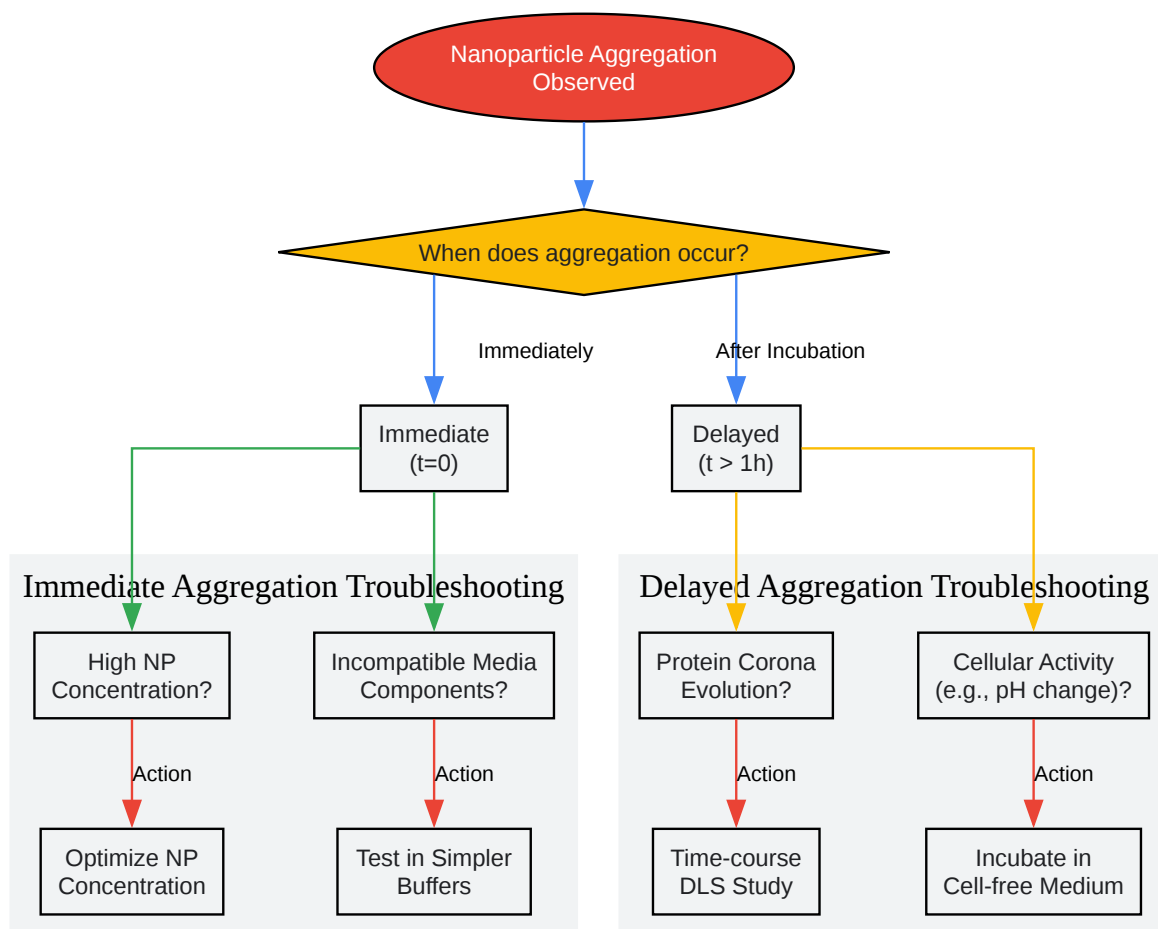 Nanoparticle Aggregation
Observed
When does aggregation occur?
Immediately
After Incubation
Immediate
(t=0)
Delayed
(t > 1h)
Immediate Aggregation Troubleshooting
Delayed Aggregation Troubleshooting
High NP
Concentration?
Incompatible Media
Components?
Protein Corona
Evolution?
Cellular Activity
(e.g., pH change)?
Action
Action
Action
Action
Optimize NP
Concentration
Test in Simpler
Buffers
Time-course
DLS Study
Incubate in
Cell-free Medium